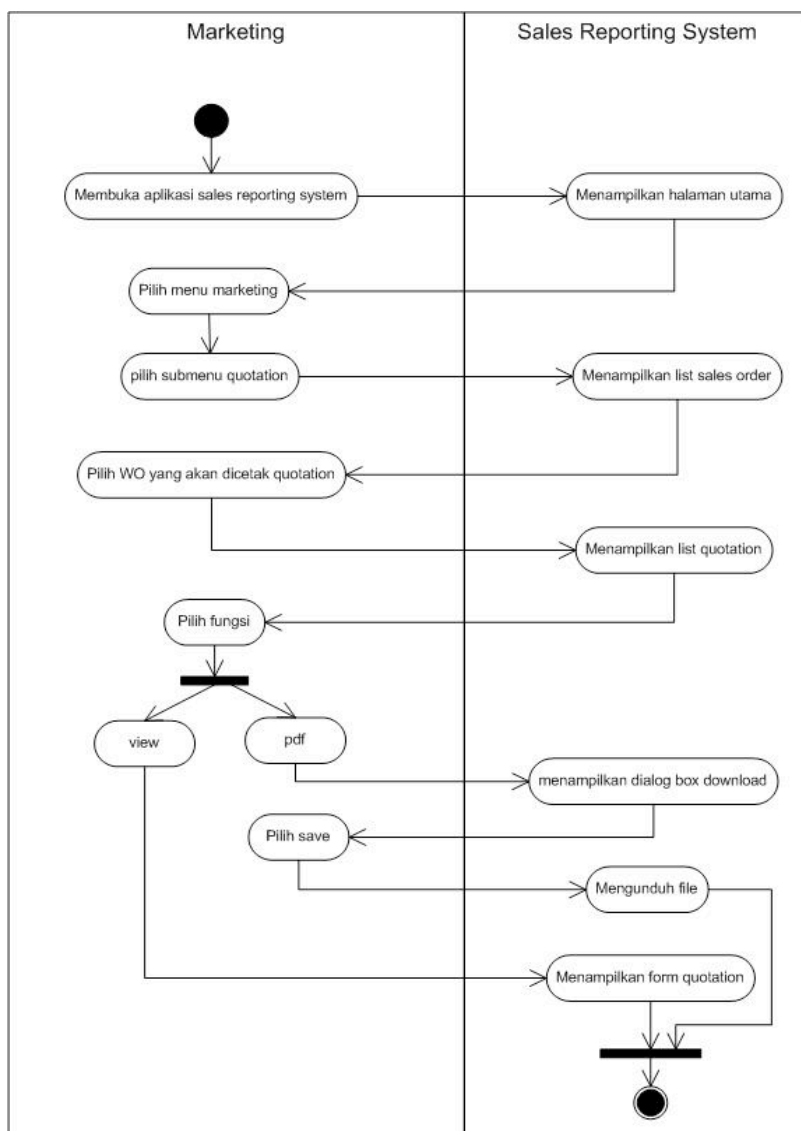 Marketing
Sales Reporting System
Membuka aplikasi sales reporting system
Menampilkan halaman utama
Pilih menu marketing
pilih submenu quotation
Menampilkan list sales order
Pilih WO yang akan dicetak quotation
Menampilkan list quotation
Pilih fungsi
view
pdf
menampilkan dialog box download
Pilih save
Mengunduh file
Menampilkan form quotation